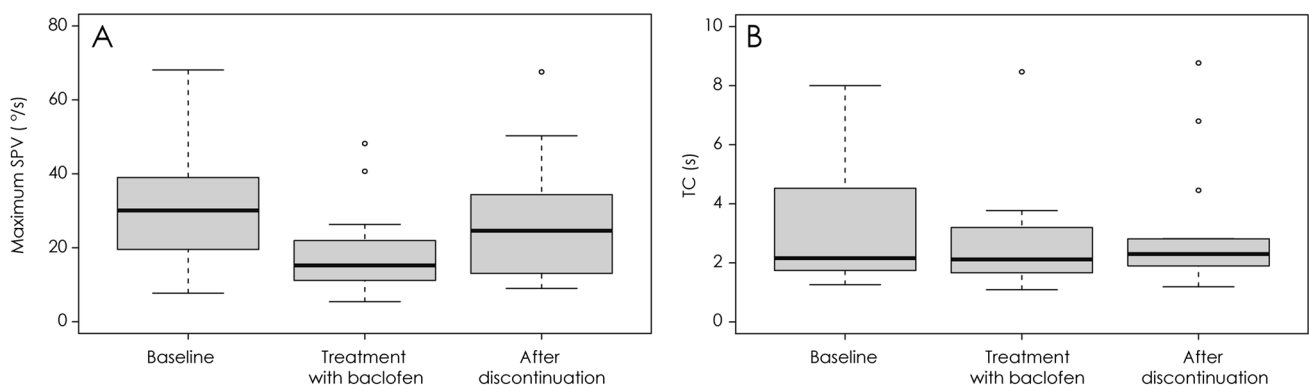 A
Maximum SPV ( °/s)
80
60
40
20
0
Baseline
Treatment
with baclofen
After
discontinuation
B
TC (s)
10
8
6
4
2
0
Baseline
Treatment
with baclofen
After
discontinuation